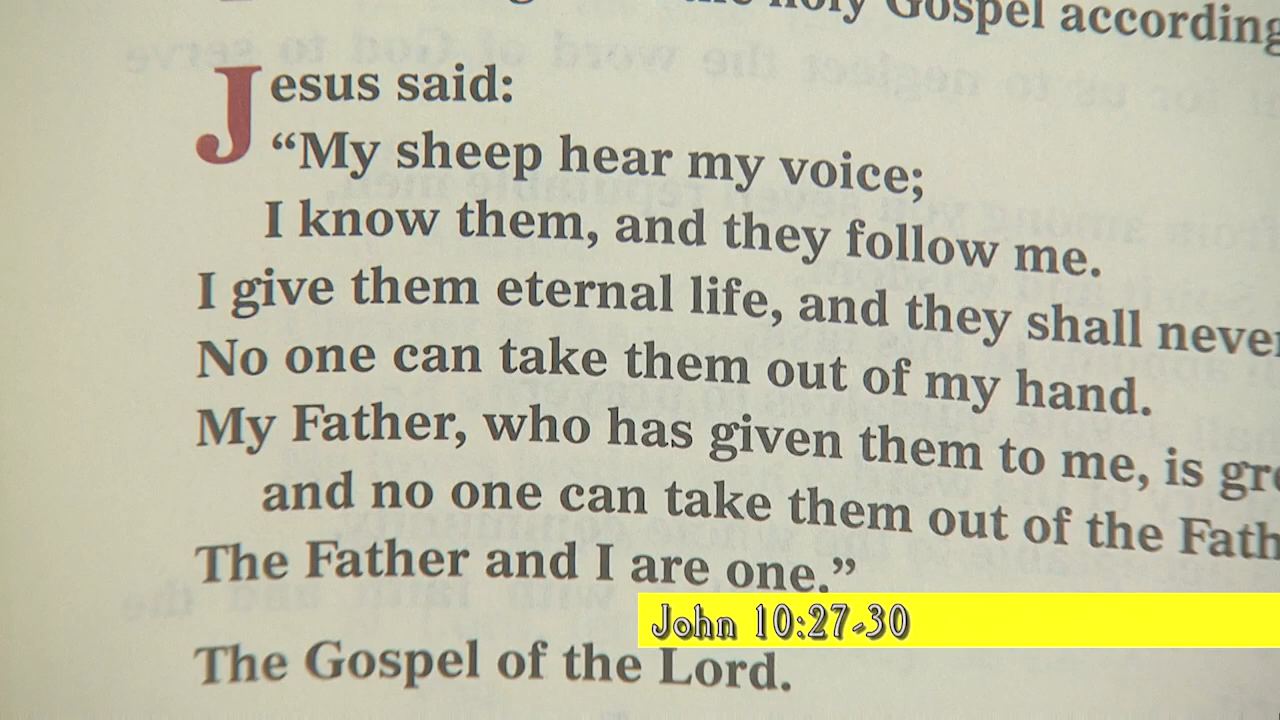 holy Gospel according
Jesus said:
“My sheep hear my voice;
I know them, and they follow me.
I give them eternal life, and they shall never
No one can take them out of my hand.
My Father, who has given them to me, is gre
and no one can take them out of the Fath
The Father and I are one.”
John 10:27-30
The Gospel of the Lord.